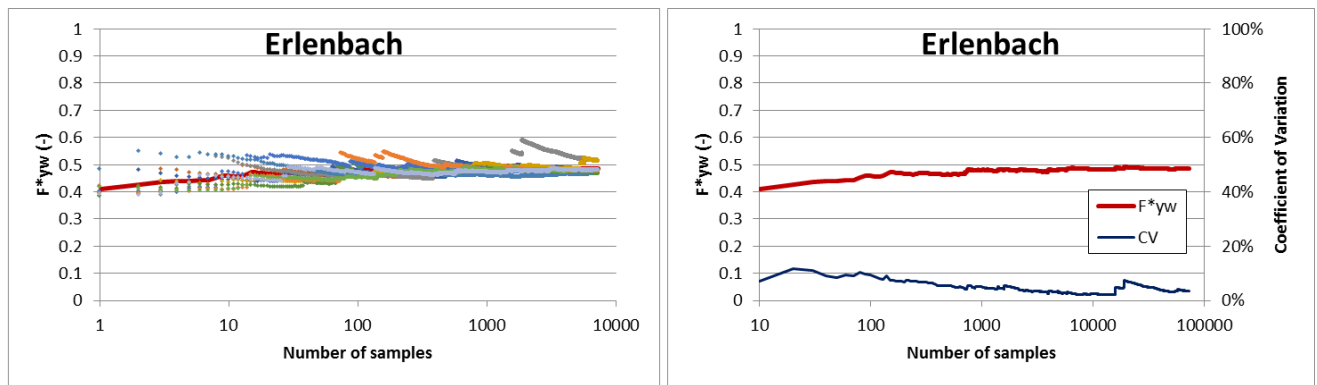 Erlenbach
F*yw (-)
1
0.9
0.8
0.7
0.6
0.5
0.4
0.3
0.2
0.1
0
1 10 100 1000 10000
Number of samples
Erlenbach
F*yw (-)
1
0.9
0.8
0.7
0.6
0.5
0.4
0.3
0.2
0.1
0
100%
80%
60%
40%
20%
0%
Coefficient of Variation
F*yw
CV
10 100 1000 10000 100000
Number of samples